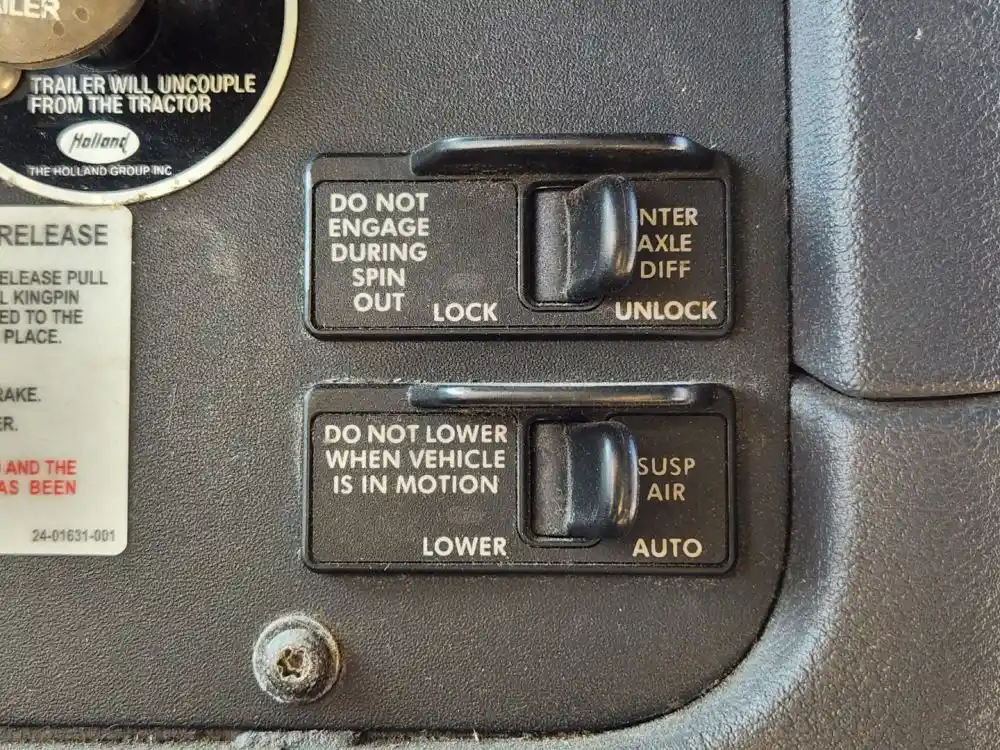 AILER
TRAILER WILL UNCOUPLE
FROM THE TRACTOR
Holland
THE HOLLAND GROUP INC
RELEASE
ELEASE PULL
L KINGPIN
ED TO THE
PLACE.
RAKE.
ER.
AND THE
AS BEEN
24-01631-001
DO NOT
ENGAGE
DURING
SPIN
OUT
LOCK
NTER
AXLE
DIFF
UNLOCK
DO NOT LOWER
WHEN VEHICLE
IS IN MOTION
LOWER
SUSP
AIR
AUTO